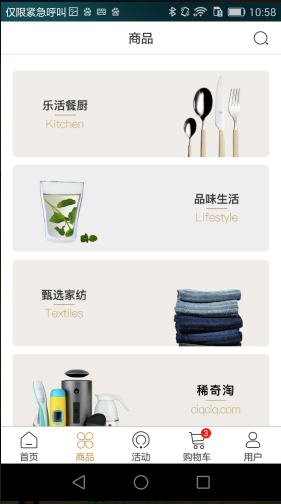 仅限紧急呼叫 10:58
商品
乐活餐厨
Kitchen
品味生活
Lifestyle
甄选家纺
Textiles
稀奇淘
ciqciq.com
3
首页 商品 活动 购物车 用户